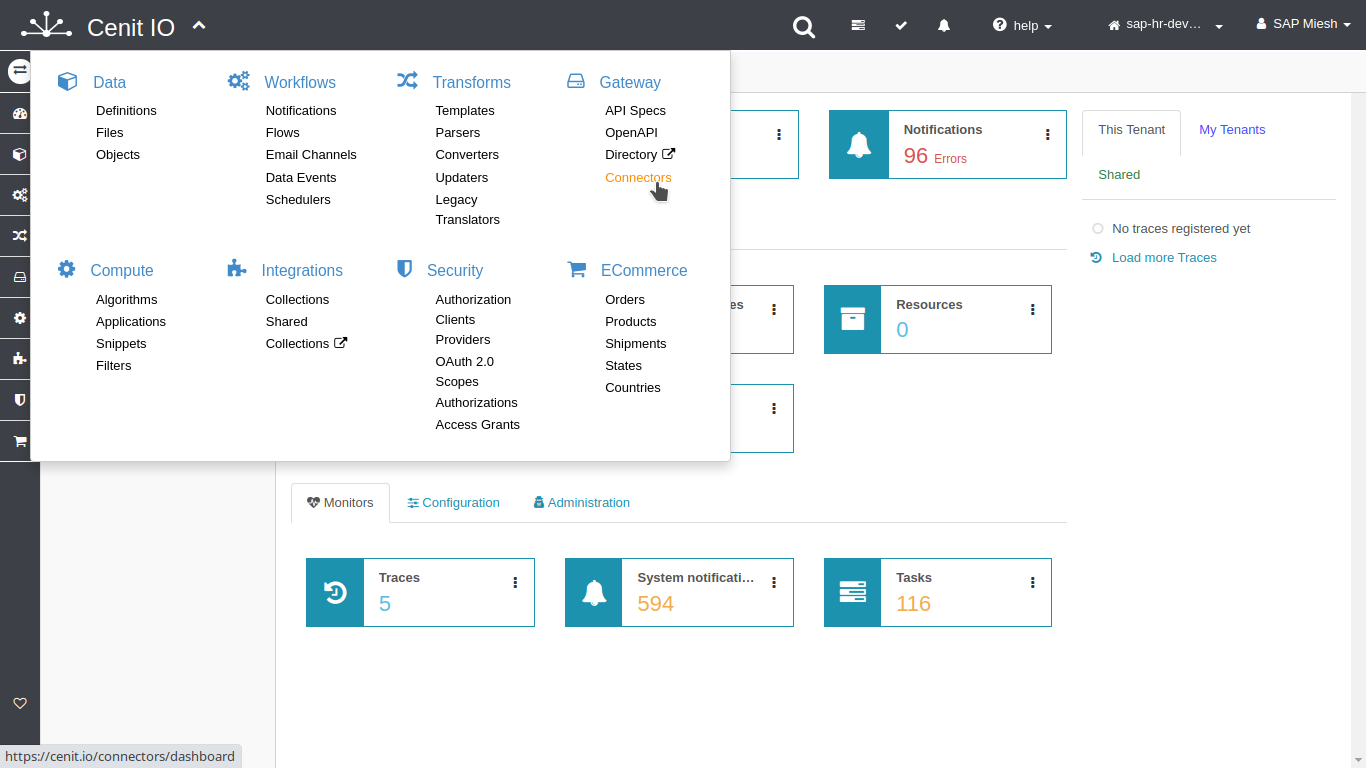 Cenit IO
help
sap-hr-dev…
SAP Miesh
Data
Definitions
Files
Objects
Workflows
Notifications
Flows
Email Channels
Data Events
Schedulers
Transforms
Templates
Parsers
Converters
Updaters
Legacy
Translators
Gateway
API Specs
OpenAPI
Directory
Connectors
Compute
Algorithms
Applications
Snippets
Filters
Integrations
Collections
Shared
Collections
Security
Authorization
Clients
Providers
OAuth 2.0
Scopes
Authorizations
Access Grants
ECommerce
Orders
Products
Shipments
States
Countries
Notifications
96 Errors
This Tenant
My Tenants
Shared
No traces registered yet
Load more Traces
es
Resources
0
Monitors
Configuration
Administration
Traces
5
System notificati…
594
Tasks
116
https://cenit.io/connectors/dashboard